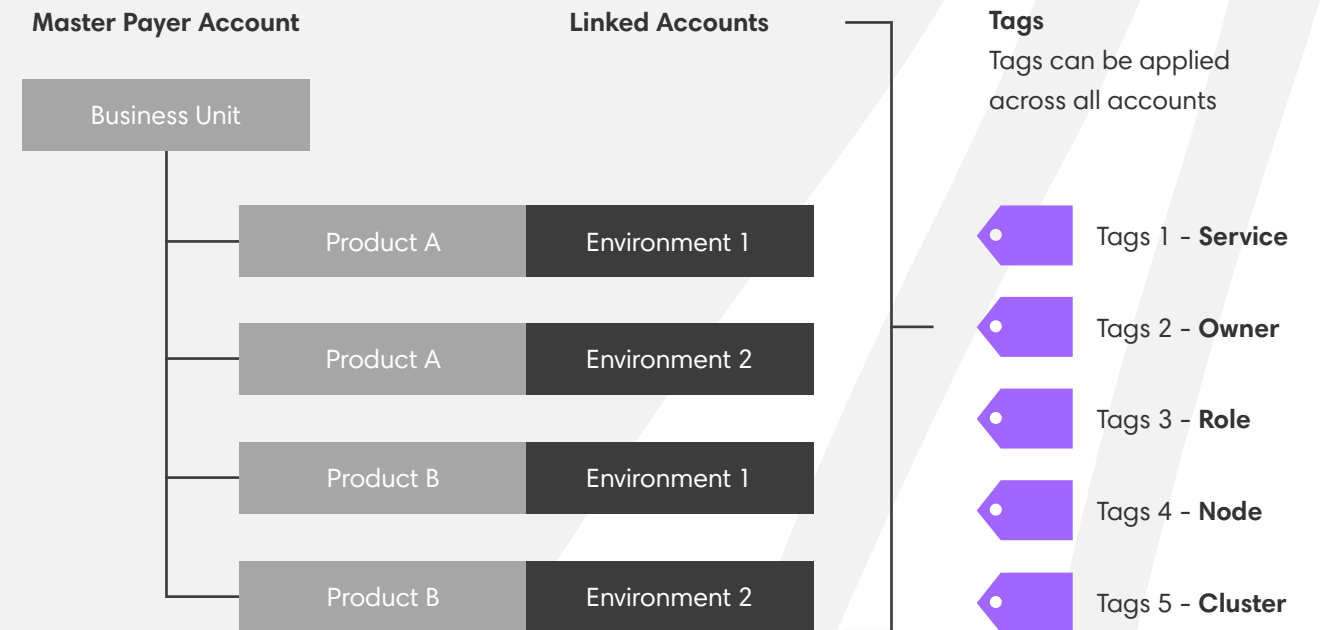 Master Payer Account
Linked Accounts
Tags
Tags can be applied
across all accounts
Business Unit
Product A
Environment 1
Product A
Environment 2
Product B
Environment 1
Product B
Environment 2
Tags 1 - Service
Tags 2 - Owner
Tags 3 - Role
Tags 4 - Node
Tags 5 - Cluster